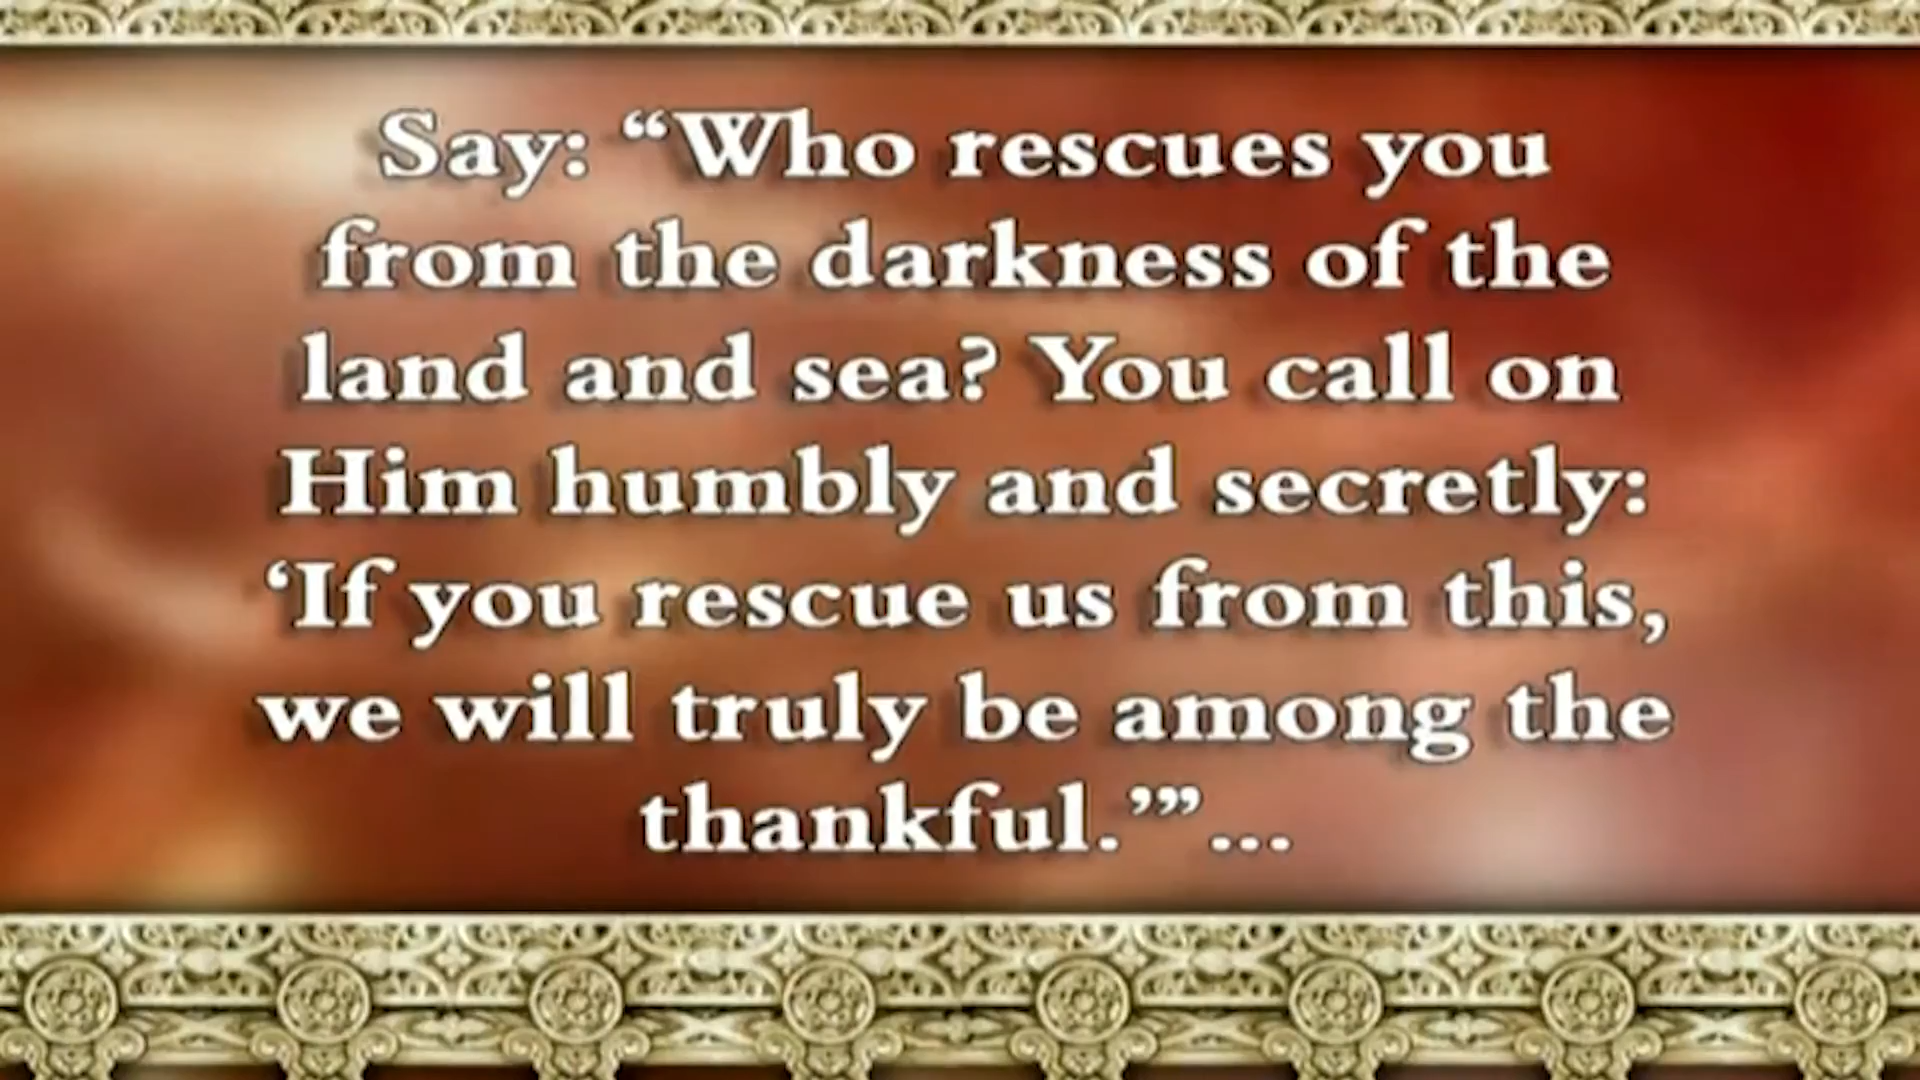 Say: “Who rescues you
from the darkness of the
land and sea? You call on
Him humbly and secretly:
‘If you rescue us from this,
we will truly be among the
thankful.’”...